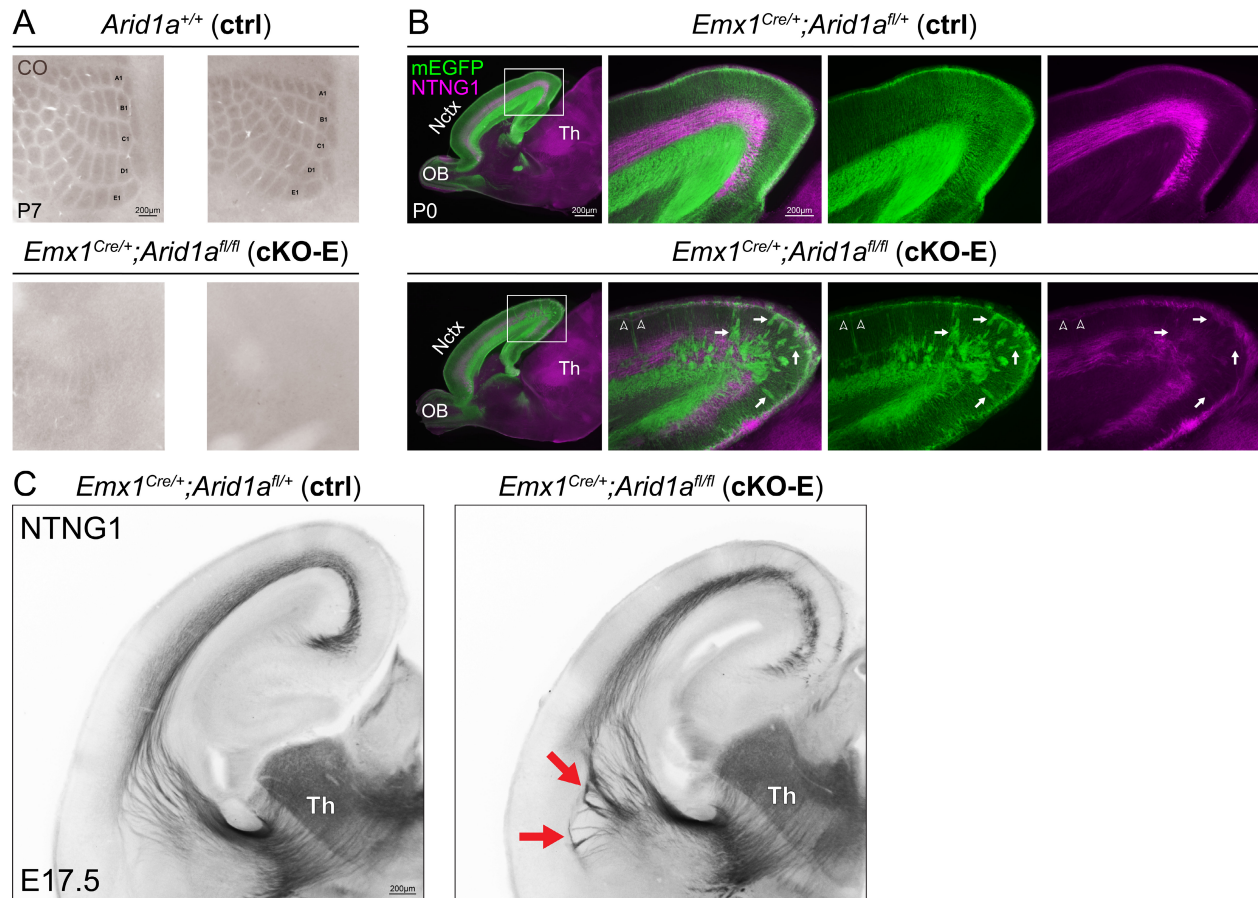 A
Arid1a+/+ (ctrl)
CO
A1
B1
C1
D1
E1
P7
200µm
A1
B1
C1
D1
E1
200µm
Emx1Cre/+;Arid1afl/fl (cKO-E)
B
Emx1Cre/+;Arid1afl/+ (ctrl)
mEGFP
NTNG1
Nctx
Th
OB
P0
200µm
200µm
Emx1Cre/+;Arid1afl/fl (cKO-E)
Nctx
Th
OB
C
Emx1Cre/+;Arid1afl/+ (ctrl)
NTNG1
Th
E17.5
200µm
Emx1Cre/+;Arid1afl/fl (cKO-E)
Th